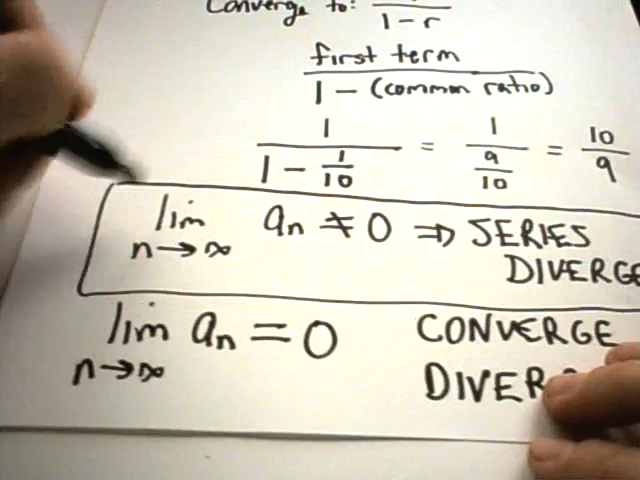 Converge to: 1 - r
first term
1 - (common ratio)
1 / (1 - 1/10) = 1 / (9/10) = 10/9
lim n→∞ an ≠ 0 ⇒ SERIES
DIVERGE
lim n→∞ an = 0 CONVERGE
DIVER